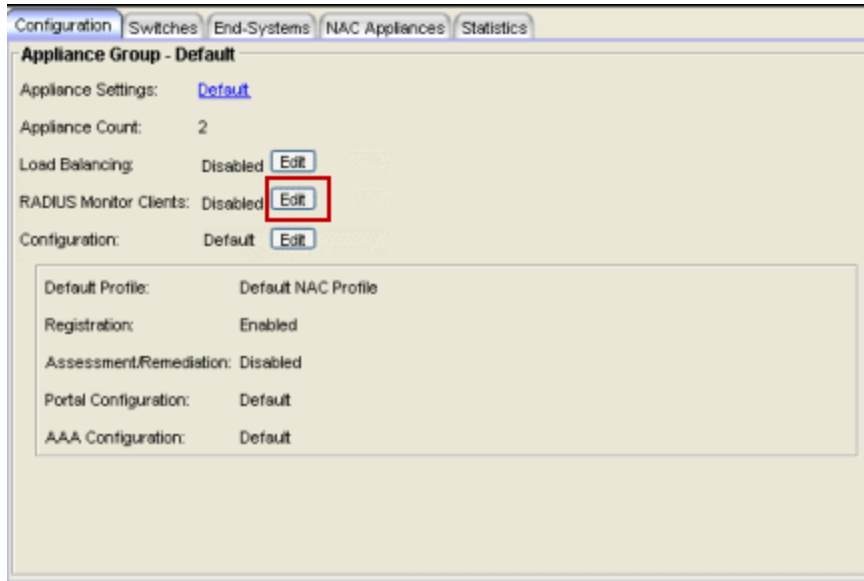 Configuration Switches End-Systems NAC Appliances Statistics
Appliance Group - Default
Appliance Settings: Default
Appliance Count: 2
Load Balancing: Disabled Edit
RADIUS Monitor Clients: Disabled Edit
Configuration: Default Edit
Default Profile: Default NAC Profile
Registration: Enabled
Assessment/Remediation: Disabled
Portal Configuration: Default
AAA Configuration: Default